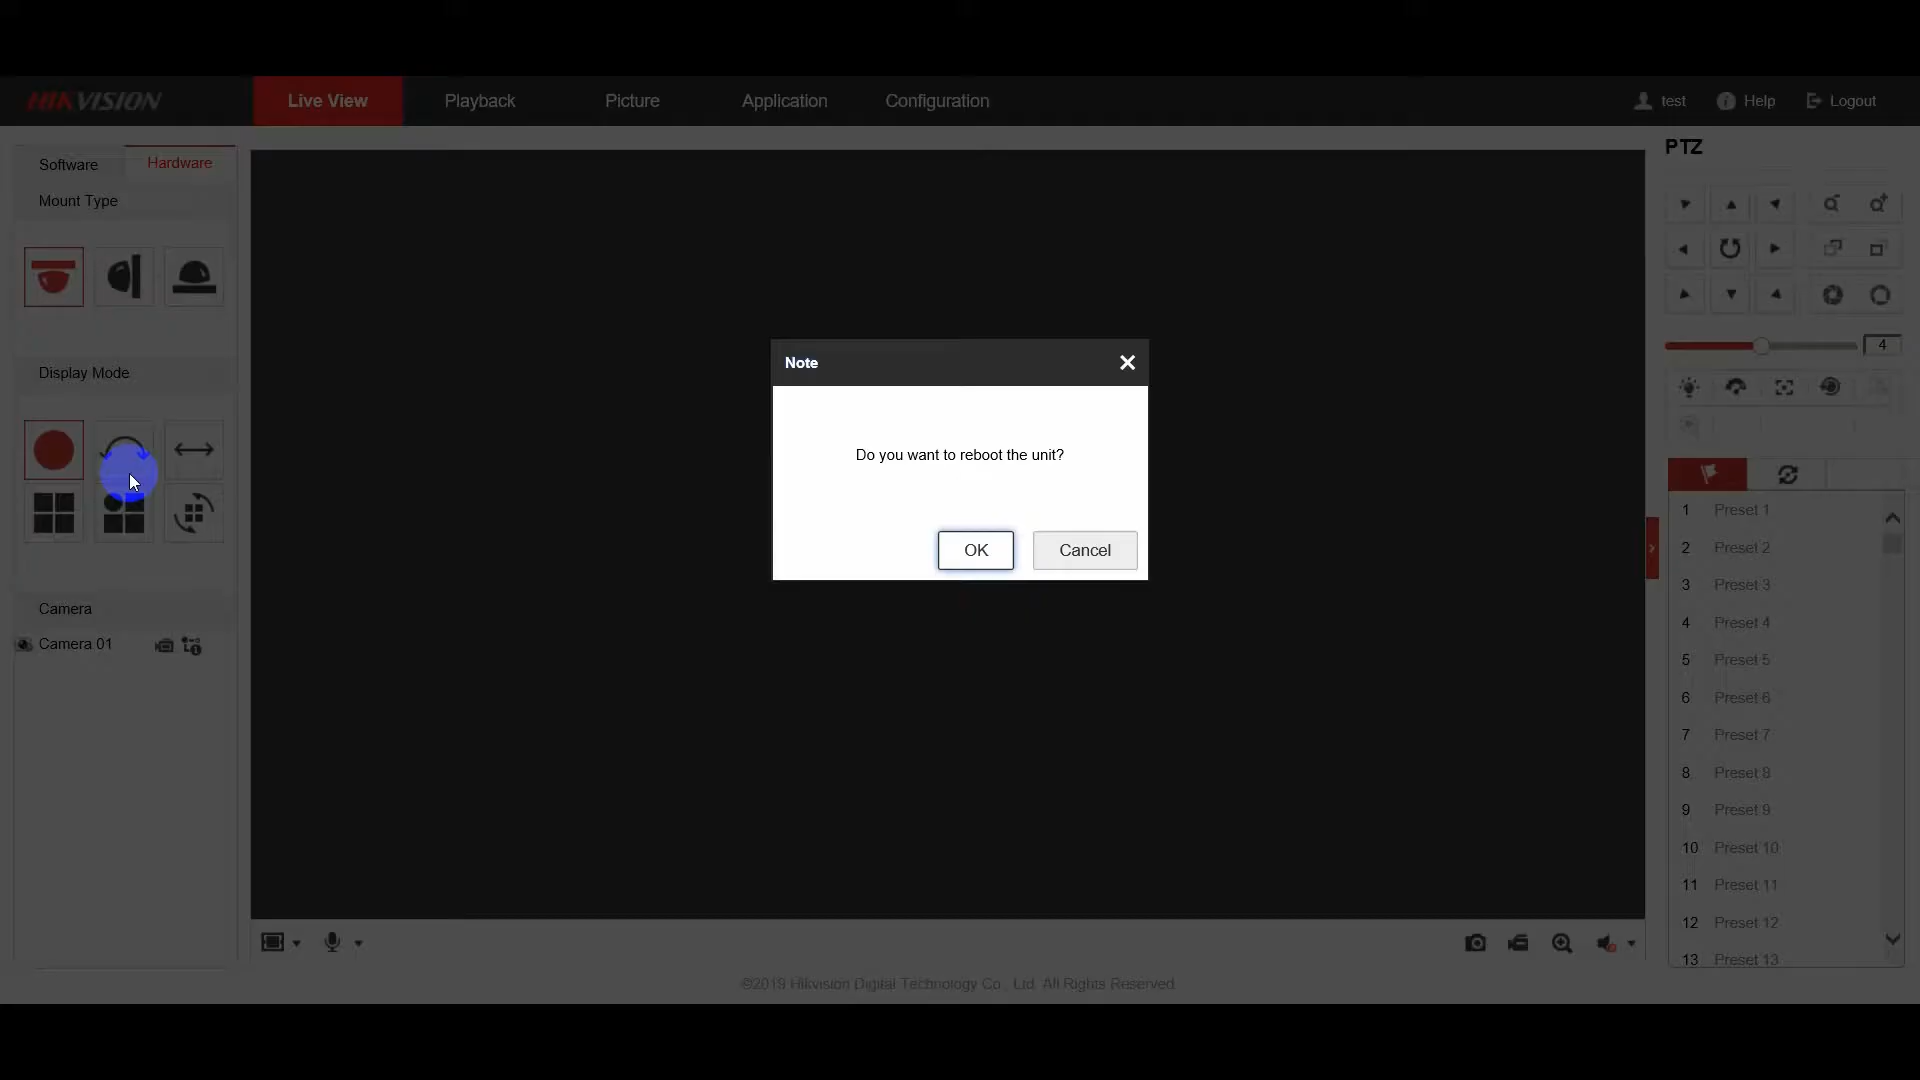 HIKVISION
Live View
Playback
Picture
Application
Configuration
test
Help
Logout
Software
Hardware
Mount Type
Display Mode
Camera
Camera 01
Note
Do you want to reboot the unit?
OK
Cancel
PTZ
4
1 Preset 1
2 Preset 2
3 Preset 3
4 Preset 4
5 Preset 5
6 Preset 6
7 Preset 7
8 Preset 8
9 Preset 9
10 Preset 10
11 Preset 11
12 Preset 12
13 Preset 13
©2019 Hikvision Digital Technology Co., Ltd. All Rights Reserved.